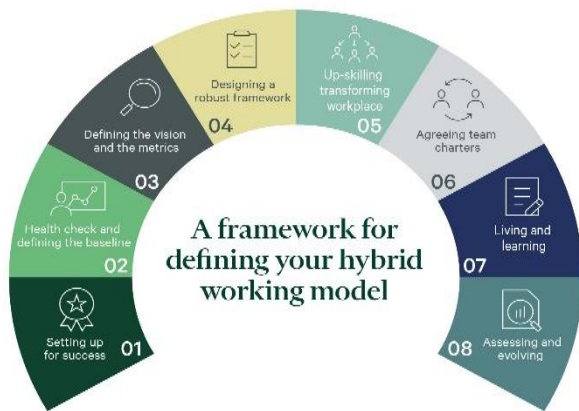 Setting up
for success
01
Health check and
defining the baseline
02
Defining the vision
and the metrics
03
Designing a
robust framework
04
Up-skilling
transforming
workplace
05
Agreeing team
charters
06
Living and
learning
07
Assessing and
evolving
08
A framework for
defining your hybrid
working model